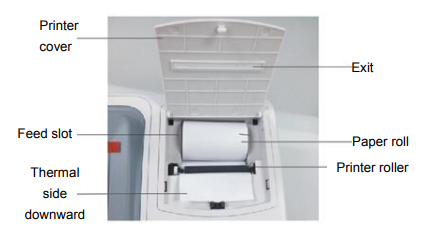 Printer
cover
Exit
Feed slot
Paper roll
Printer roller
Thermal
side
downward